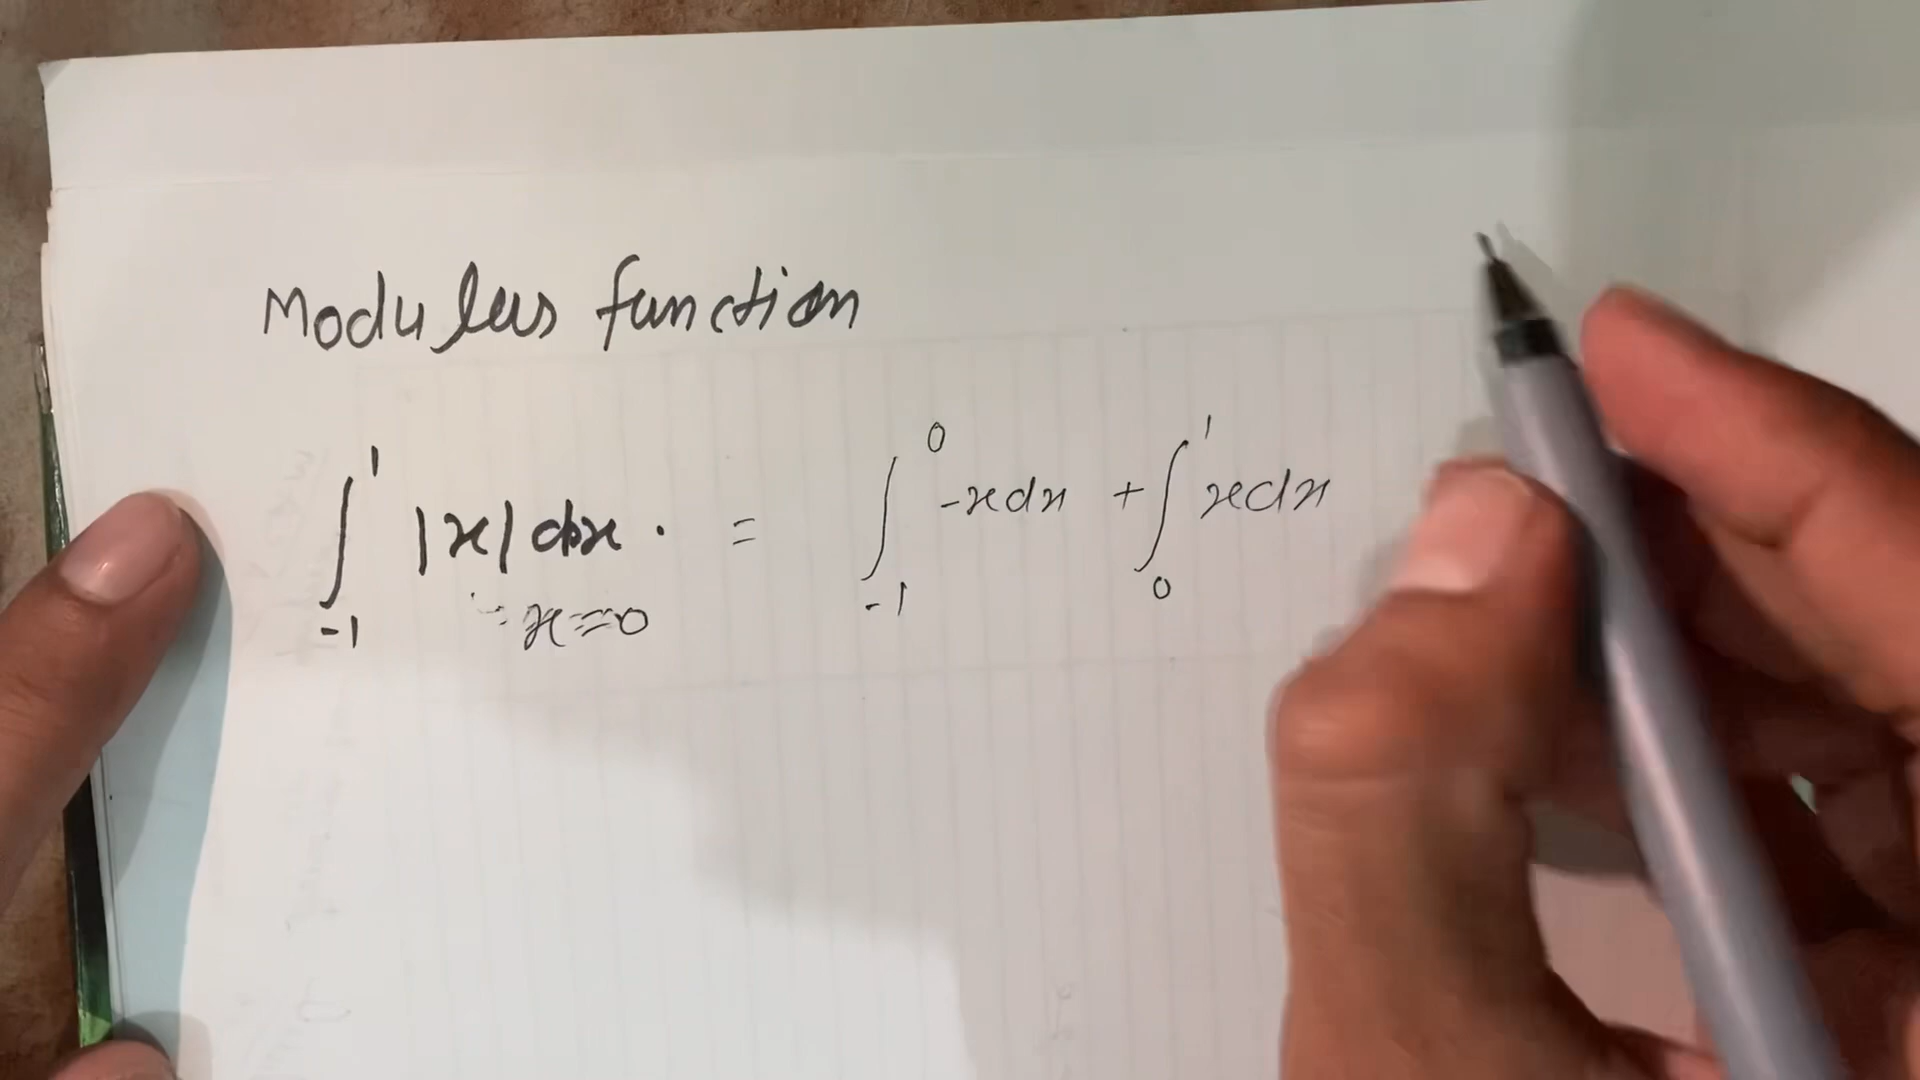 Modulus function
∫_{-1}^{1} |x| dx . = ∫_{-1}^{0} -x dx + ∫_{0}^{1} x dx
x = 0